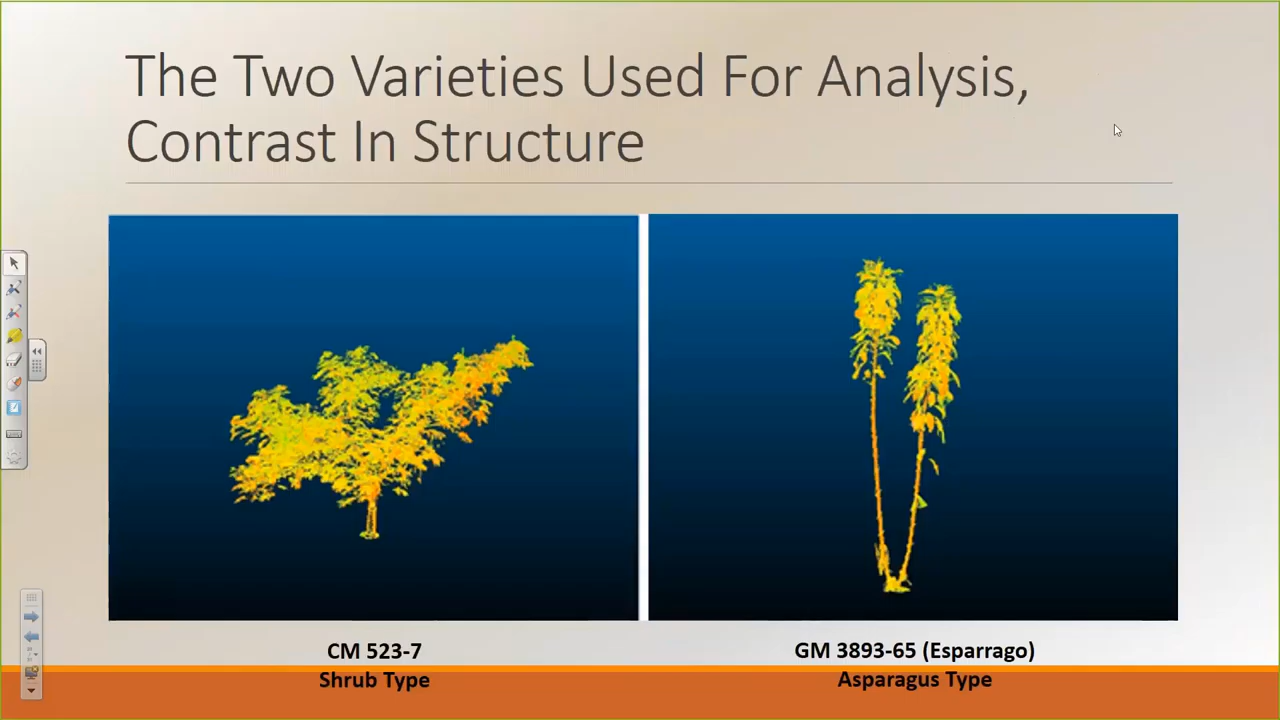 The Two Varieties Used For Analysis,
Contrast In Structure
CM 523-7
Shrub Type
GM 3893-65 (Esparrago)
Asparagus Type